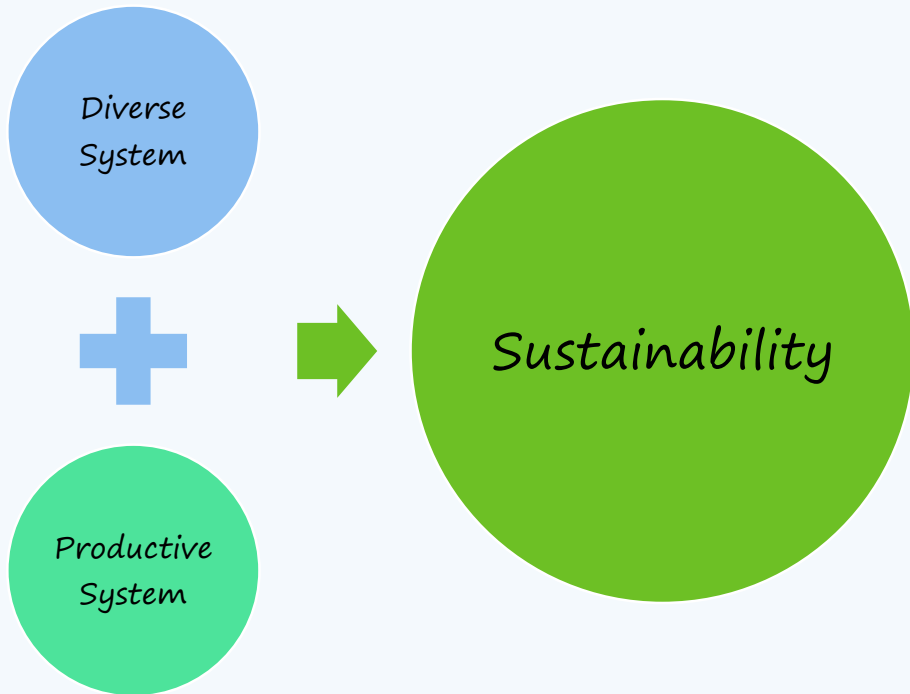 Diverse
System
Productive
System
Sustainability